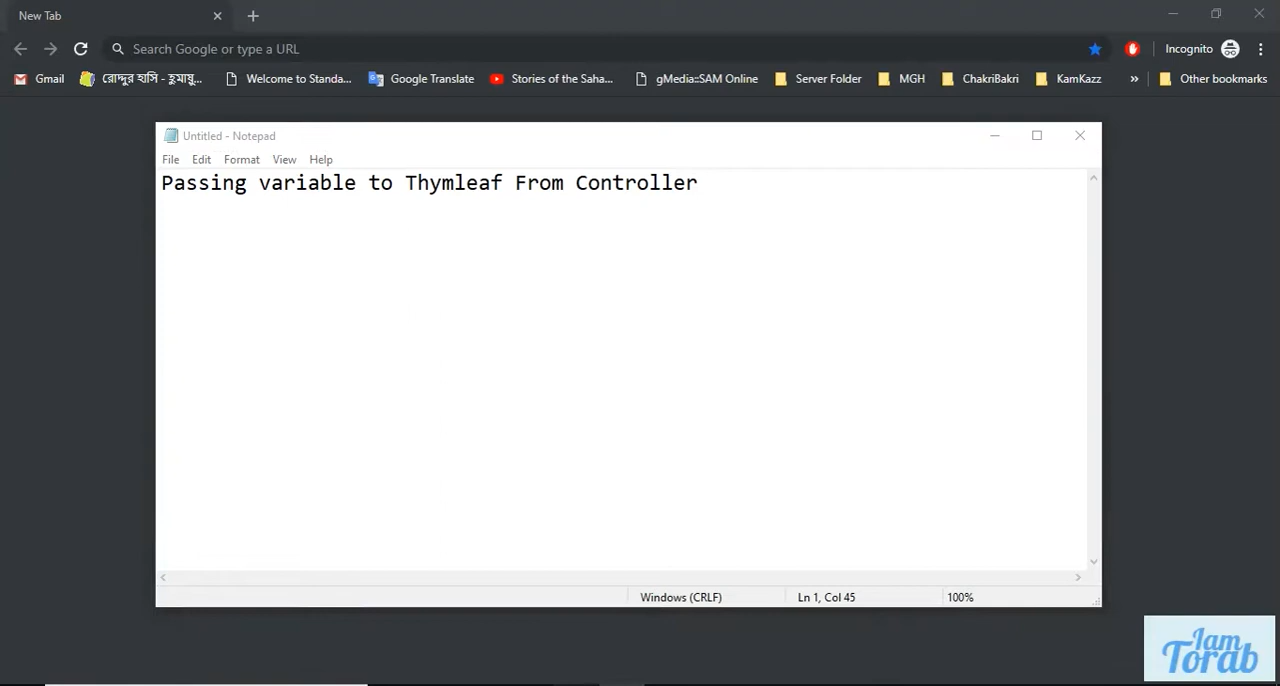 New Tab
Search Google or type a URL
Incognito
Gmail
রোদ্দুর হাসি - হুমায়ু...
Welcome to Standa...
Google Translate
Stories of the Saha...
gMedia::SAM Online
Server Folder
MGH
ChakriBakri
KamKazz
»
Other bookmarks
Untitled - Notepad
File Edit Format View Help
Passing variable to Thymleaf From Controller
Windows (CRLF) Ln 1, Col 45 100%
Iam
Torab